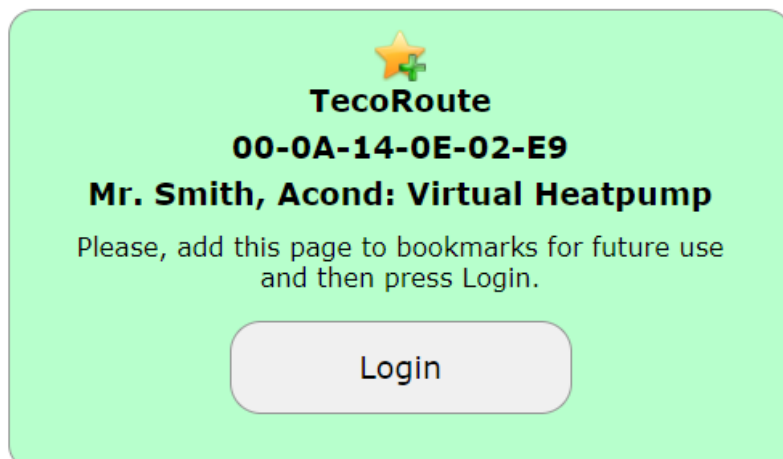 TecoRoute
00-0A-14-0E-02-E9
Mr. Smith, Acond: Virtual Heatpump
Please, add this page to bookmarks for future use
and then press Login.
Login